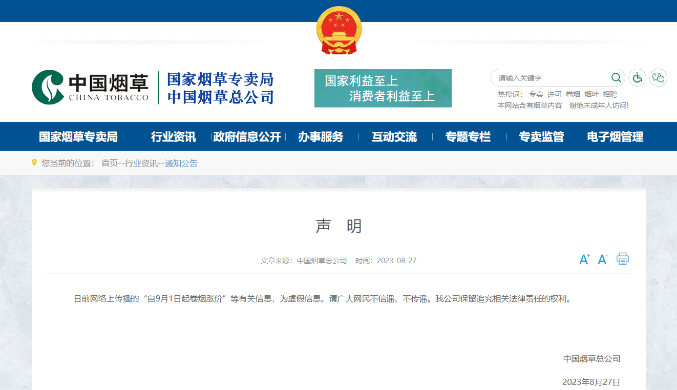 中国烟草
CHINA TOBACCO
国家烟草专卖局
中国烟草总公司
国家利益至上
消费者利益至上
请输入关键字
热搜词： 专卖 许可 卷烟 烟叶 招聘
本网站含有烟草内容 谢绝未成年人访问!
国家烟草专卖局 行业资讯 政府信息公开 办事服务 互动交流 专题专栏 专卖监管 电子烟管理
您当前的位置： 首页--行业资讯--通知公告
声 明
文章来源：中国烟草总公司 时间：2023-08-27
A+ A-
日前网络上传播的“自9月1日起卷烟涨价”等有关信息，为虚假信息。请广大网民不信谣、不传谣。我公司保留追究相关法律责任的权利。
中国烟草总公司
2023年8月27日